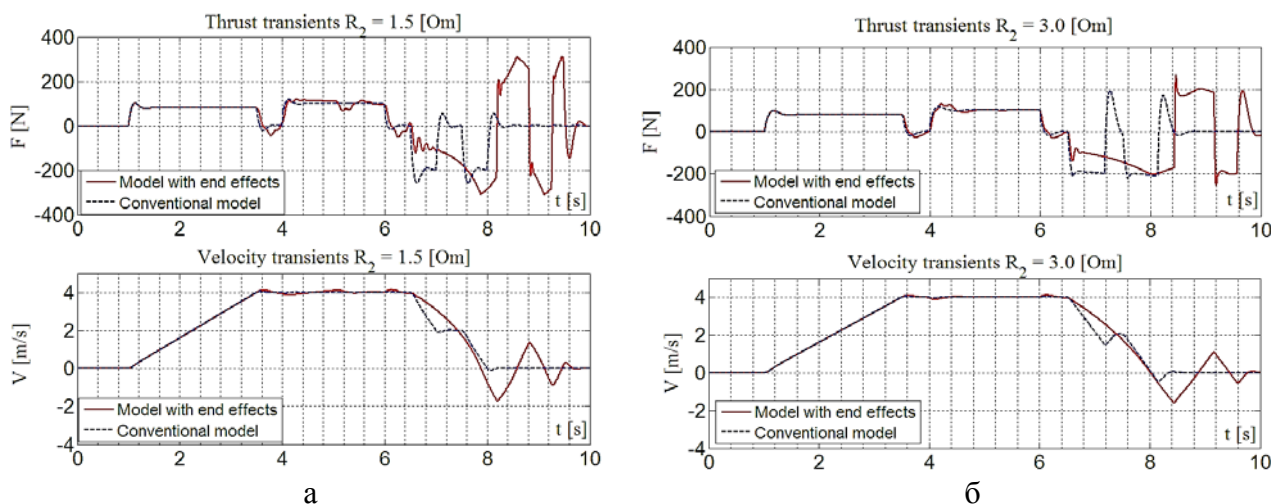 Thrust transients R2 = 1.5 [Om]
400
200
0
-200
-400
F [N]
Model with end effects
Conventional model
t [s]
0 2 4 6 8 10
Velocity transients R2 = 1.5 [Om]
4
2
0
-2
-4
V [m/s]
Model with end effects
Conventional model
t [s]
0 2 4 6 8 10
а
Thrust transients R2 = 3.0 [Om]
400
200
0
-200
-400
F [N]
Model with end effects
Conventional model
t [s]
0 2 4 6 8 10
Velocity transients R2 = 3.0 [Om]
4
2
0
-2
-4
V [m/s]
Model with end effects
Conventional model
t [s]
0 2 4 6 8 10
б